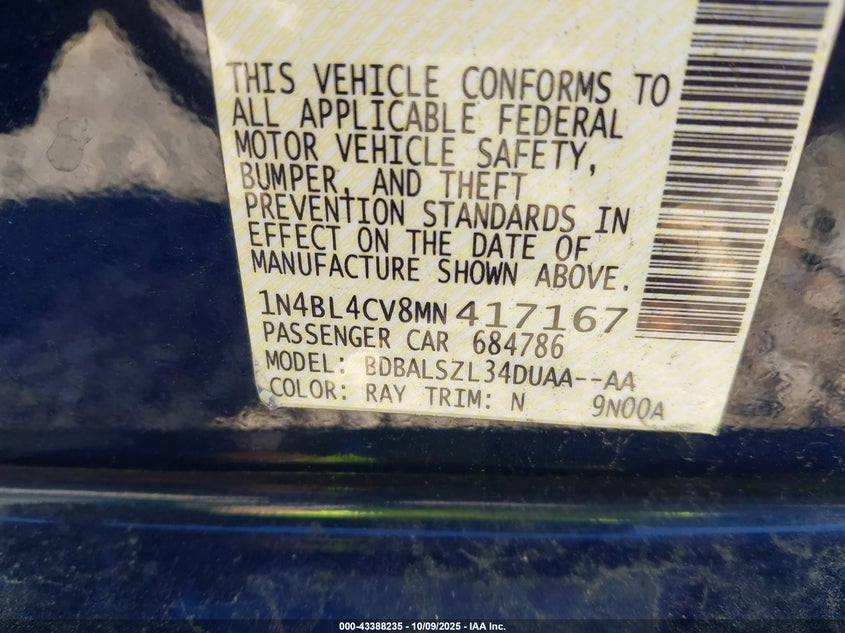 THIS VEHICLE CONFORMS TO
ALL APPLICABLE FEDERAL
MOTOR VEHICLE SAFETY,
BUMPER, AND THEFT
PREVENTION STANDARDS IN
EFFECT ON THE DATE OF
MANUFACTURE SHOWN ABOVE.
1N4BL4CV8MN 417167
PASSENGER CAR 684786
MODEL: BDBALSZL34DUAA--AA
COLOR: RAY TRIM: N 9N00A
000-43388235 - 10/09/2025 - IAA Inc.